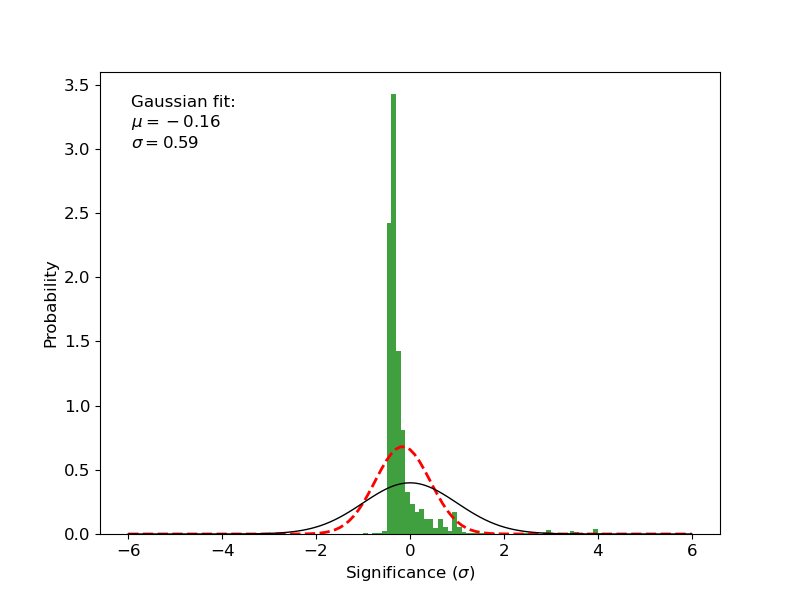 Gaussian fit:
μ = −0.16
σ = 0.59
3.5
3.0
2.5
2.0
1.5
1.0
0.5
0.0
Probability
−6 −4 −2 0 2 4 6
Significance (σ)